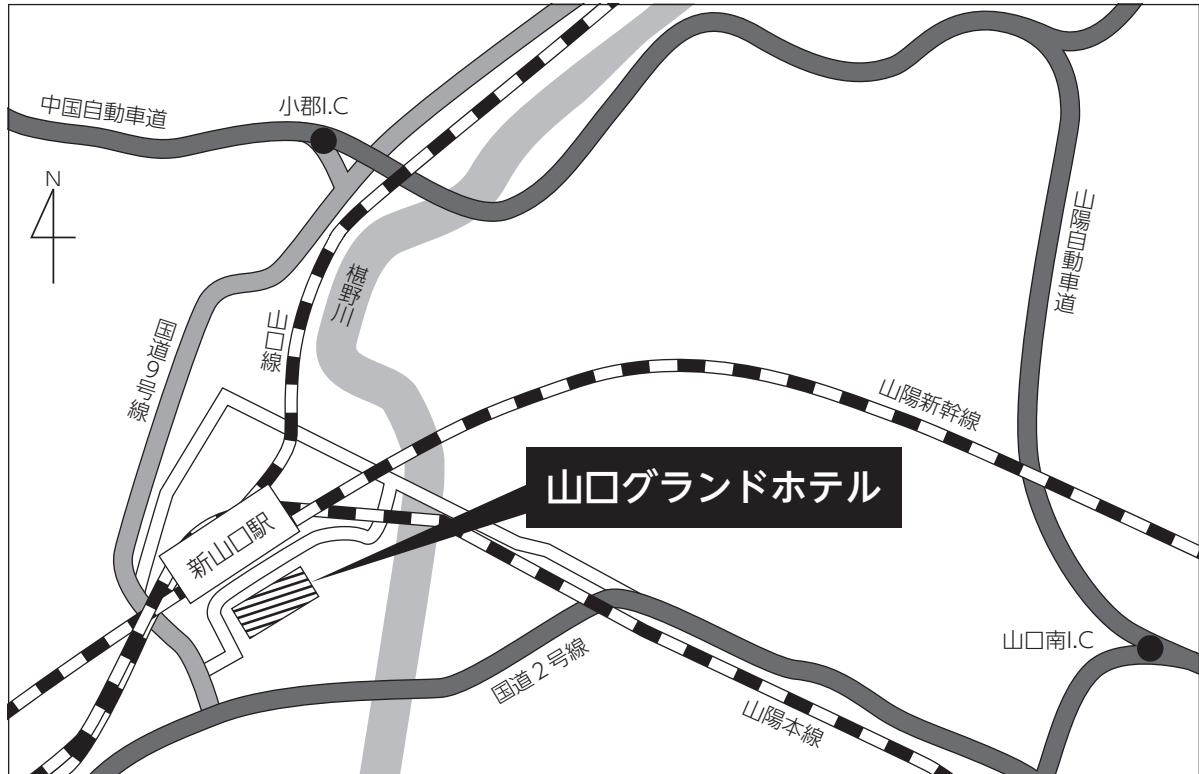 中国自動車道
小郡I.C
N
山陽自動車道
椹野川
山口線
国道9号線
山陽新幹線
山口グランドホテル
新山口駅
山口南I.C
国道2号線
山陽本線